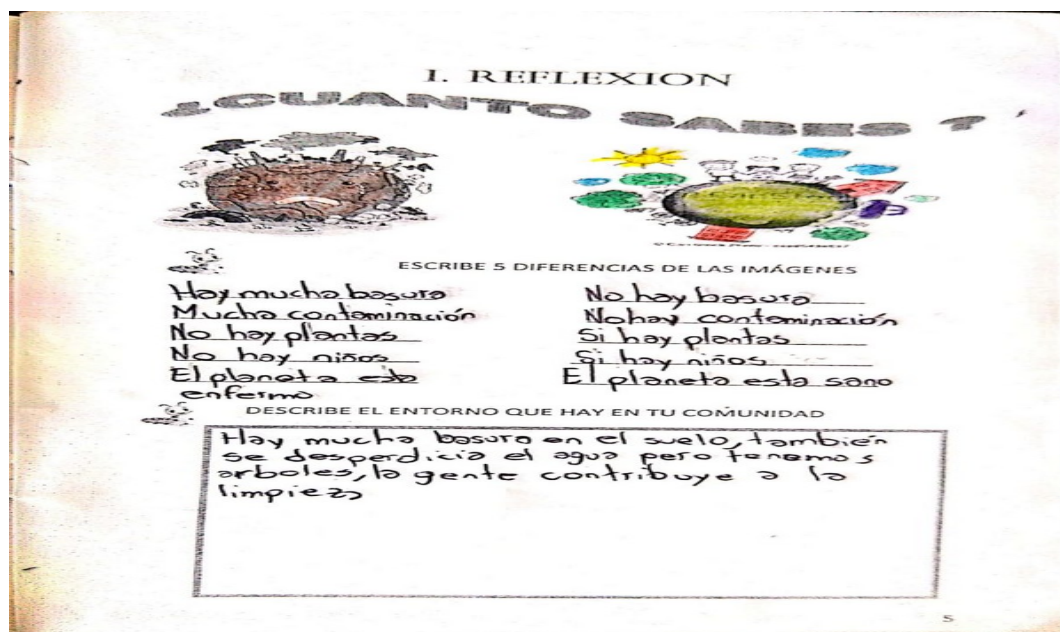 I. REFLEXION
¿CUANTO SABES ?
ESCRIBE 5 DIFERENCIAS DE LAS IMÁGENES
Hay mucha basura
Mucha contaminación
No hay plantas
No hay niños
El planeta esta
enfermo
No hay basura
No hay contaminación
Si hay plantas
Si hay niños
El planeta esta sano
DESCRIBE EL ENTORNO QUE HAY EN TU COMUNIDAD
Hay mucha basura en el suelo, también
se desperdicia el agua pero tenemos
arboles, la gente contribuye a la
limpieza
5